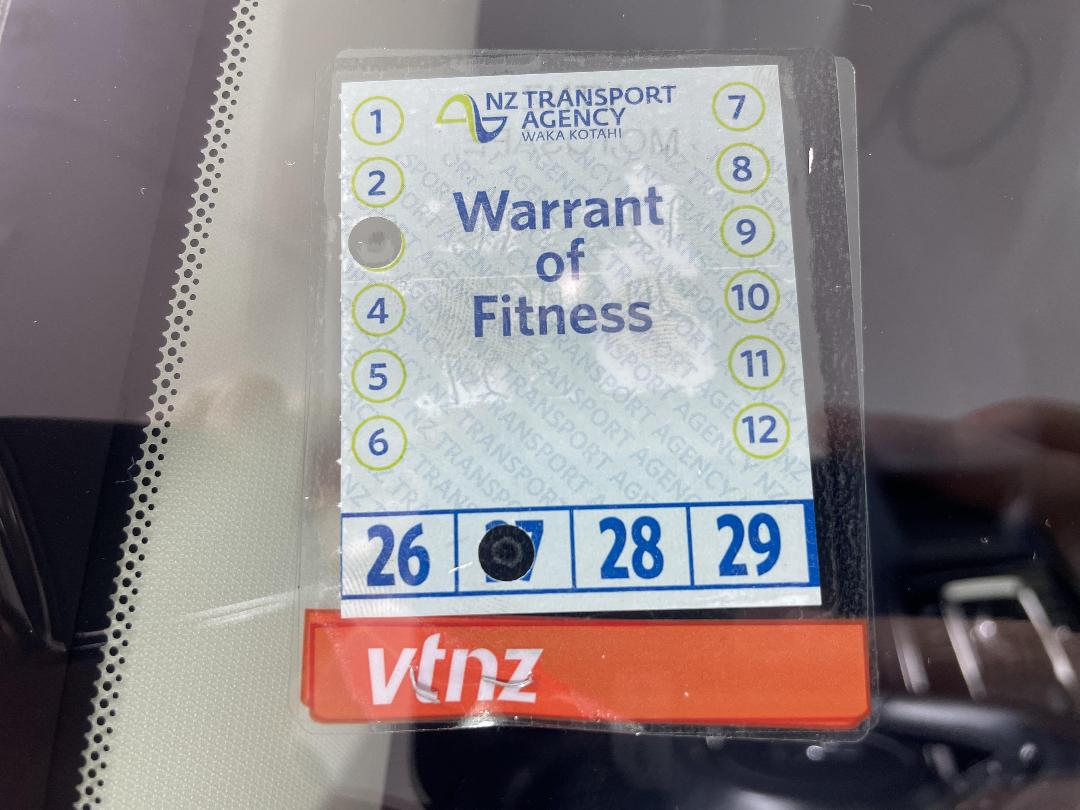 NZ TRANSPORT
AGENCY
WAKA KOTAHI
1
2
4
5
6
7
8
9
10
11
12
Warrant
of
Fitness
26
27
28
29
vtnz